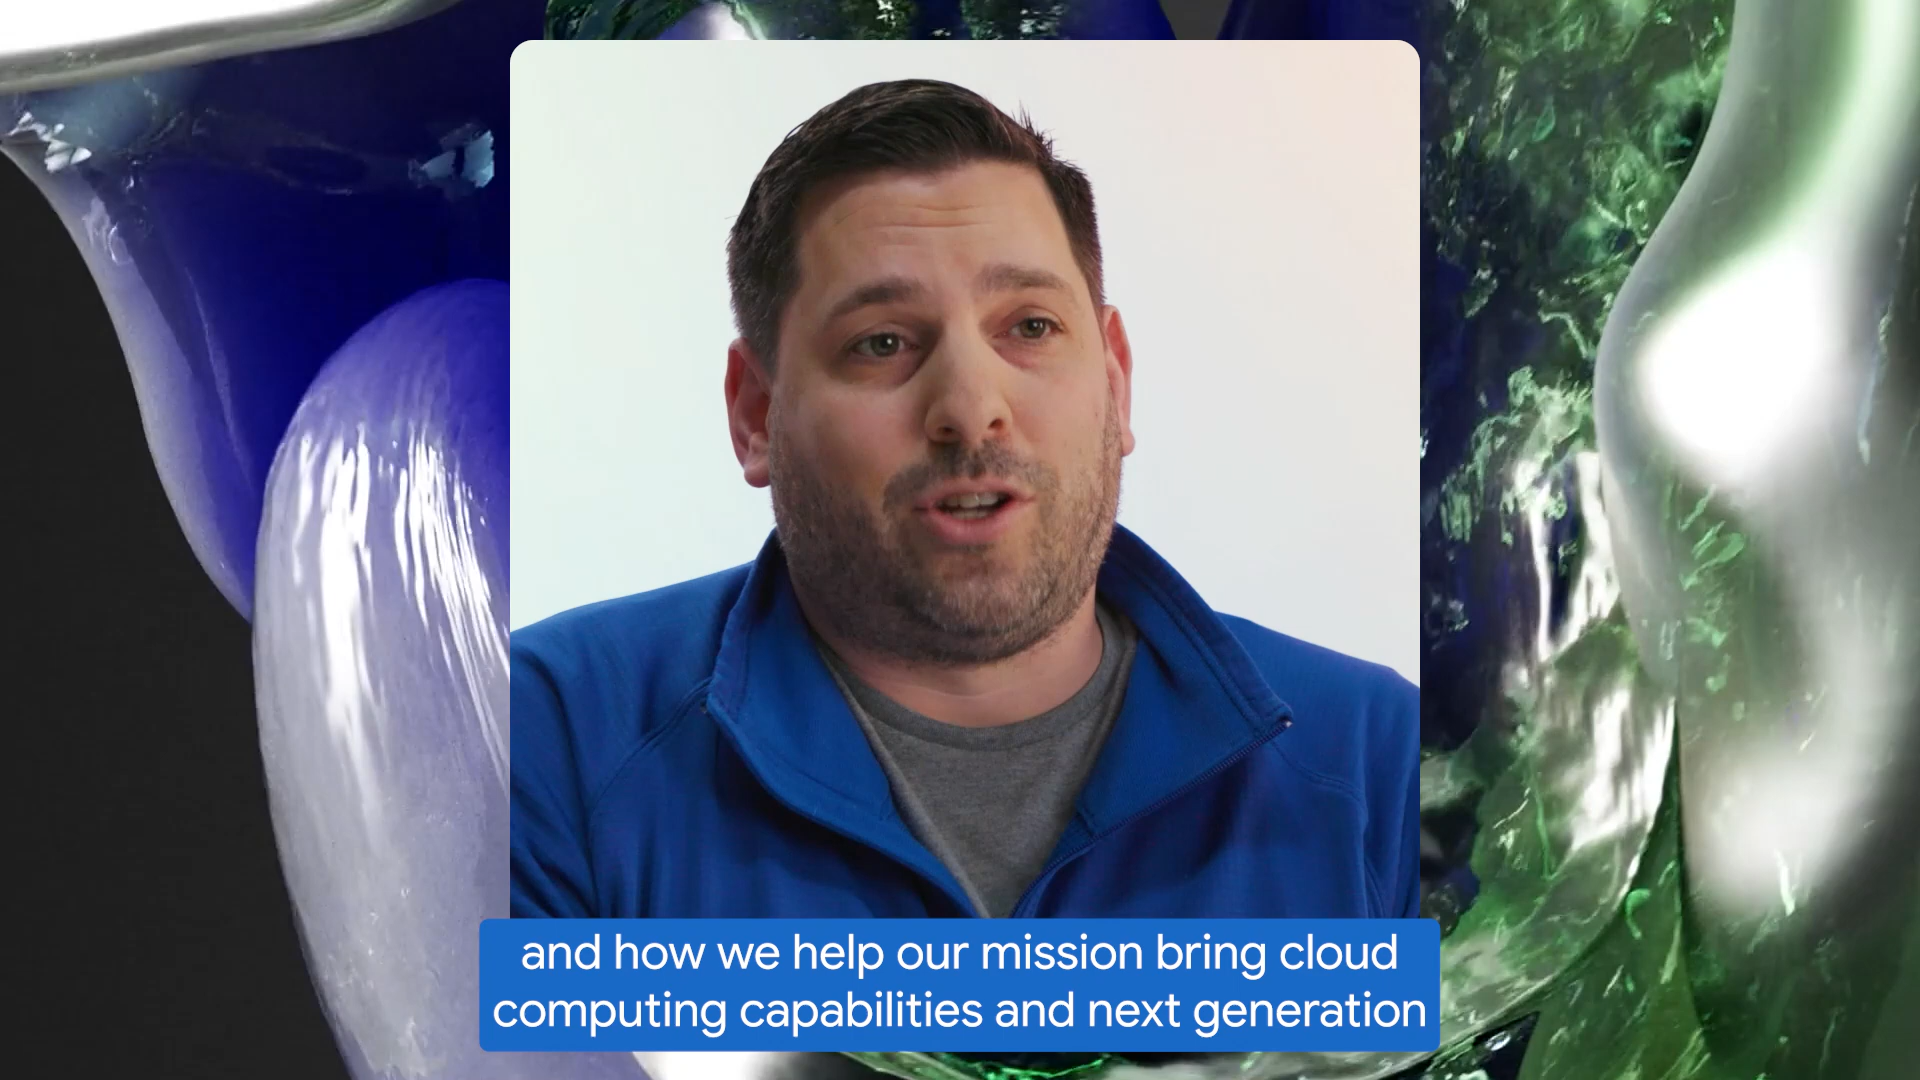 and how we help our mission bring cloud
computing capabilities and next generation